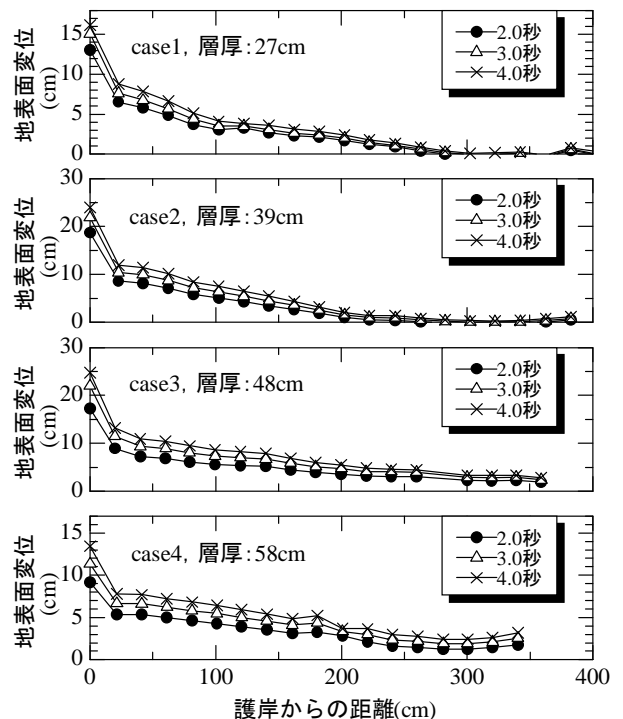 地表面変位
(cm)
15
10
5
0
case1, 層厚:27cm
2.0秒
3.0秒
4.0秒
地表面変位
(cm)
30
20
10
0
case2, 層厚:39cm
2.0秒
3.0秒
4.0秒
地表面変位
(cm)
30
20
10
0
case3, 層厚:48cm
2.0秒
3.0秒
4.0秒
地表面変位
(cm)
15
10
5
0
case4, 層厚:58cm
2.0秒
3.0秒
4.0秒
0 100 200 300 400
護岸からの距離(cm)